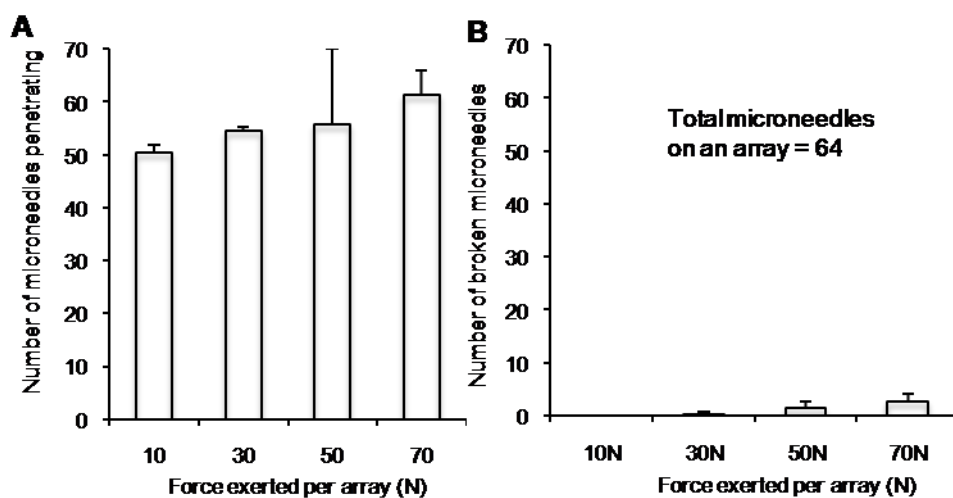 A
Number of microneedles penetrating
70
60
50
40
30
20
10
0
10 30 50 70
Force exerted per array (N)
B
Number of broken microneedles
70
60
50
40
30
20
10
0
Total microneedles
on an array = 64
10N 30N 50N 70N
Force exerted per array (N)